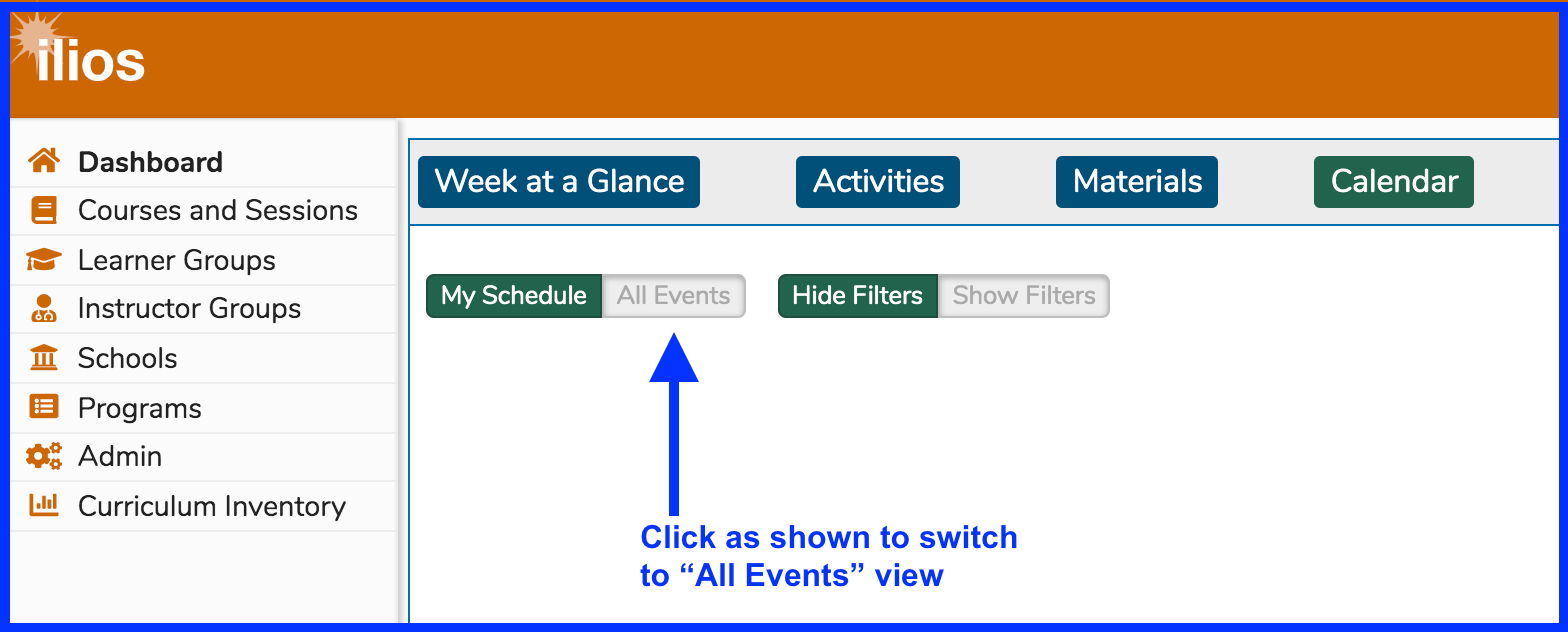 ilios
Dashboard
Courses and Sessions
Learner Groups
Instructor Groups
Schools
Programs
Admin
Curriculum Inventory
Week at a Glance Activities Materials Calendar
My Schedule All Events Hide Filters Show Filters
Click as shown to switch
to “All Events” view